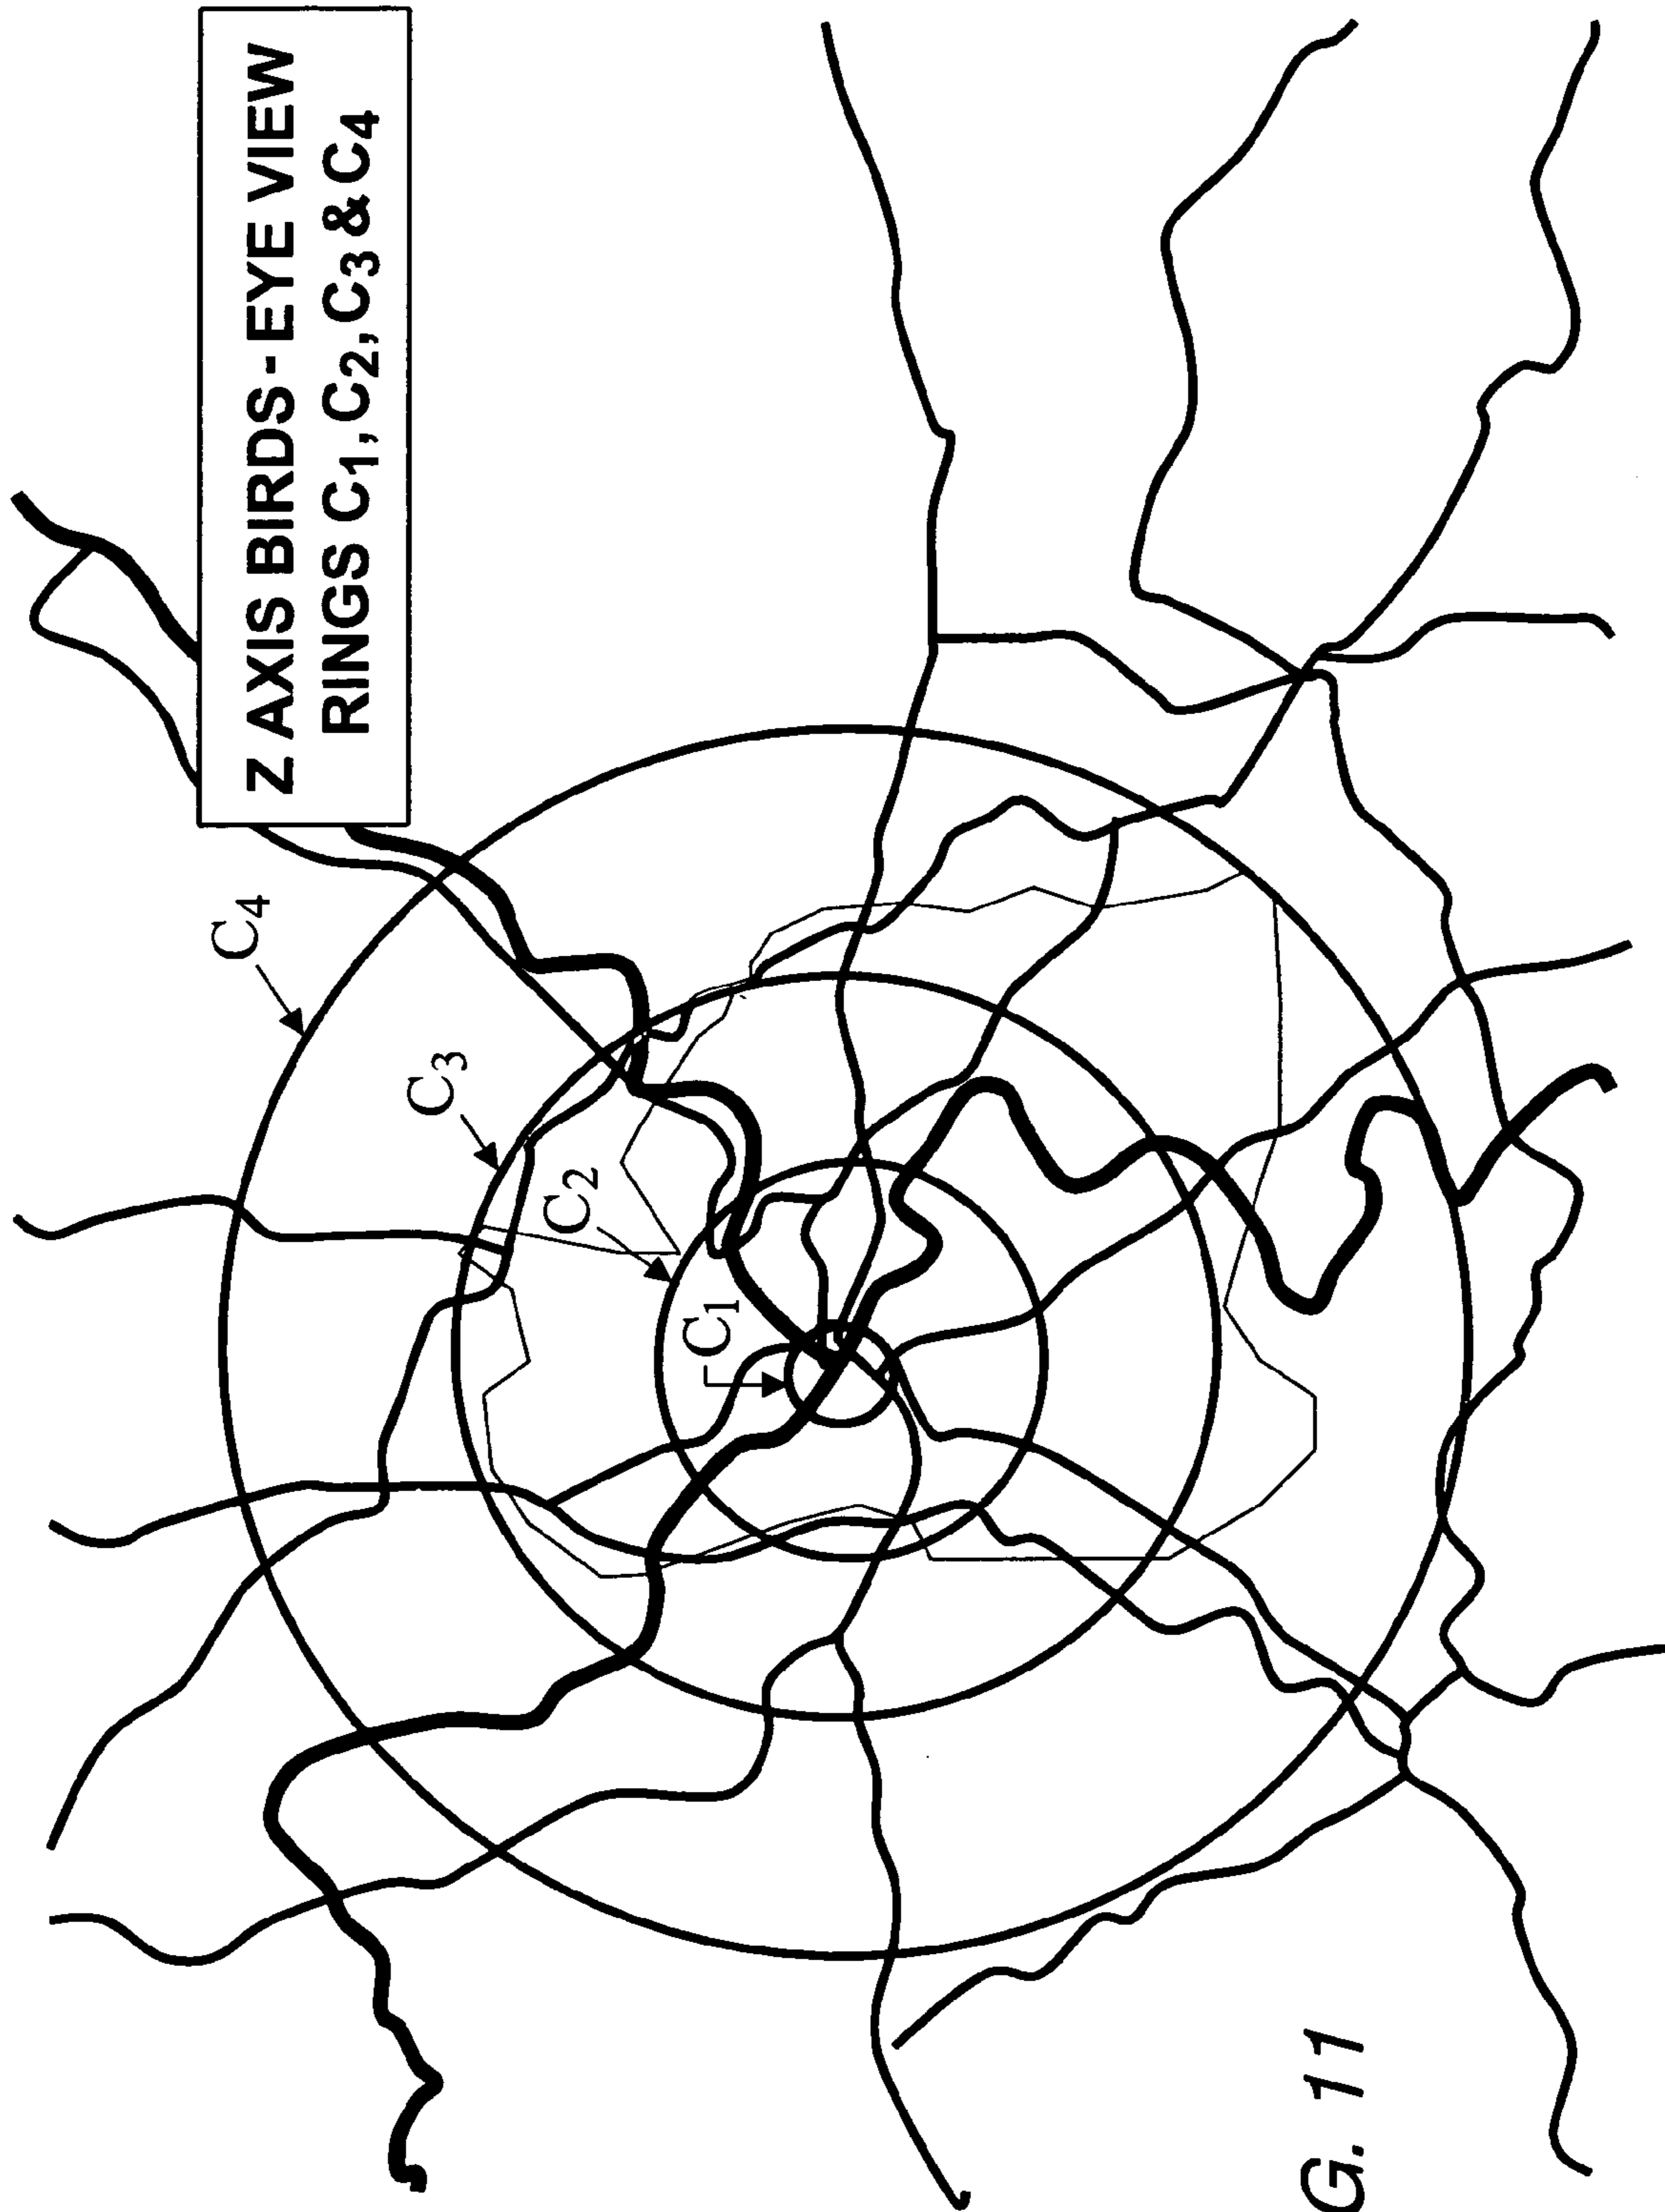 Z AXIS BIRDS-EYE VIEW
RINGS C1, C2, C3 & C4
C4
C3
C2
C1
G. 11